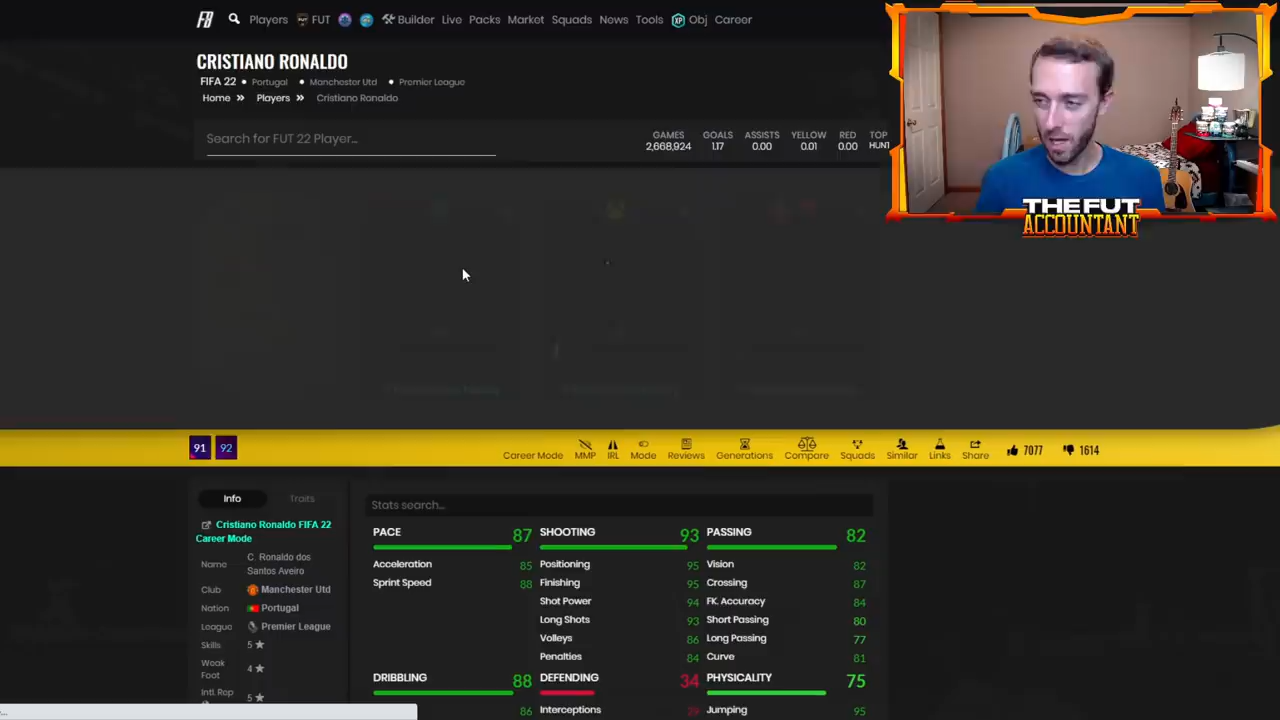 FB Players FUT Builder Live Packs Market Squads News Tools XP Obj Career
CRISTIANO RONALDO
FIFA 22 • Portugal • Manchester Utd • Premier League
Home » Players » Cristiano Ronaldo
Search for FUT 22 Player...
GAMES GOALS ASSISTS YELLOW RED TOP
2,668,924 1.17 0.00 0.01 0.00 HUNT
THE FUT
ACCOUNTANT
91 92
Career Mode MMP IRL Mode Reviews Generations Compare Squads Similar Links Share 7077 1614
Info Traits
Cristiano Ronaldo FIFA 22
Career Mode
Name C. Ronaldo dos
Santos Aveiro
Club Manchester Utd
Nation Portugal
League Premier League
Skills 5
Weak
Foot 4
Intl. Rep 5
Stats search...
PACE 87 SHOOTING 93 PASSING 82
Acceleration 85 Positioning 95 Vision 82
Sprint Speed 88 Finishing 95 Crossing 87
Shot Power 94 FK. Accuracy 84
Long Shots 93 Short Passing 80
Volleys 86 Long Passing 77
Penalties 84 Curve 81
DRIBBLING 88 DEFENDING 34 PHYSICALITY 75
86 Interceptions 29 Jumping 95